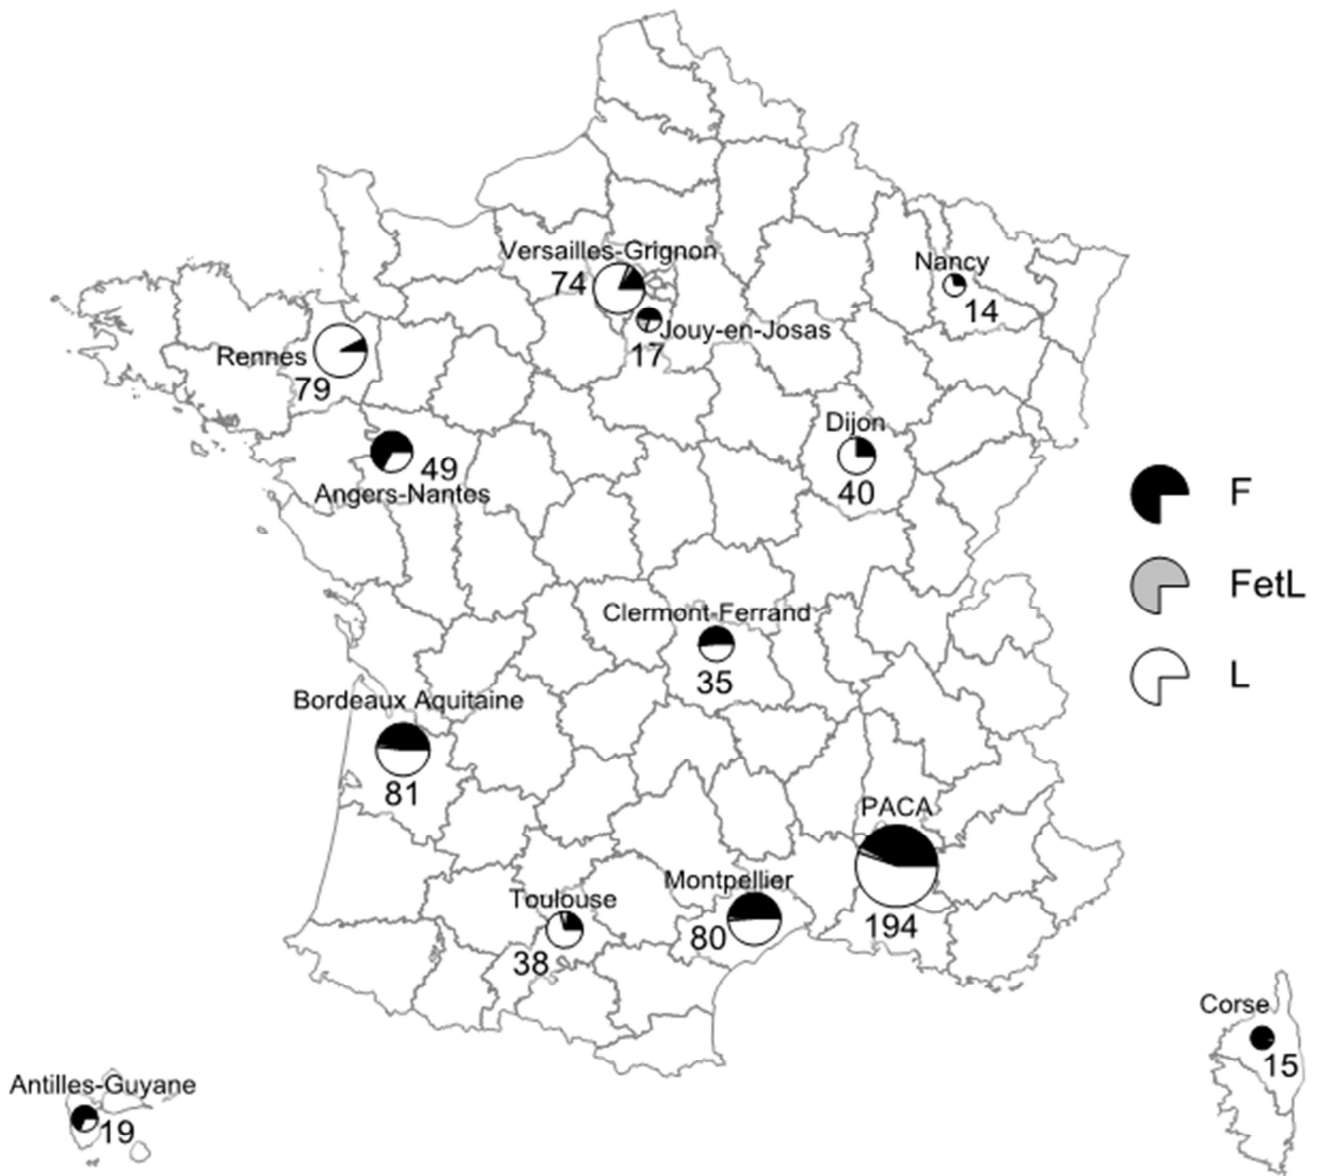 Versailles-Grignon
74
Nancy
14
Jouy-en-Josas
17
Rennes
79
49
Angers-Nantes
Dijon
40
F
FetL
L
Clermont-Ferrand
35
Bordeaux Aquitaine
81
PACA
194
Montpellier
80
Toulouse
38
Corse
15
Antilles-Guyane
19